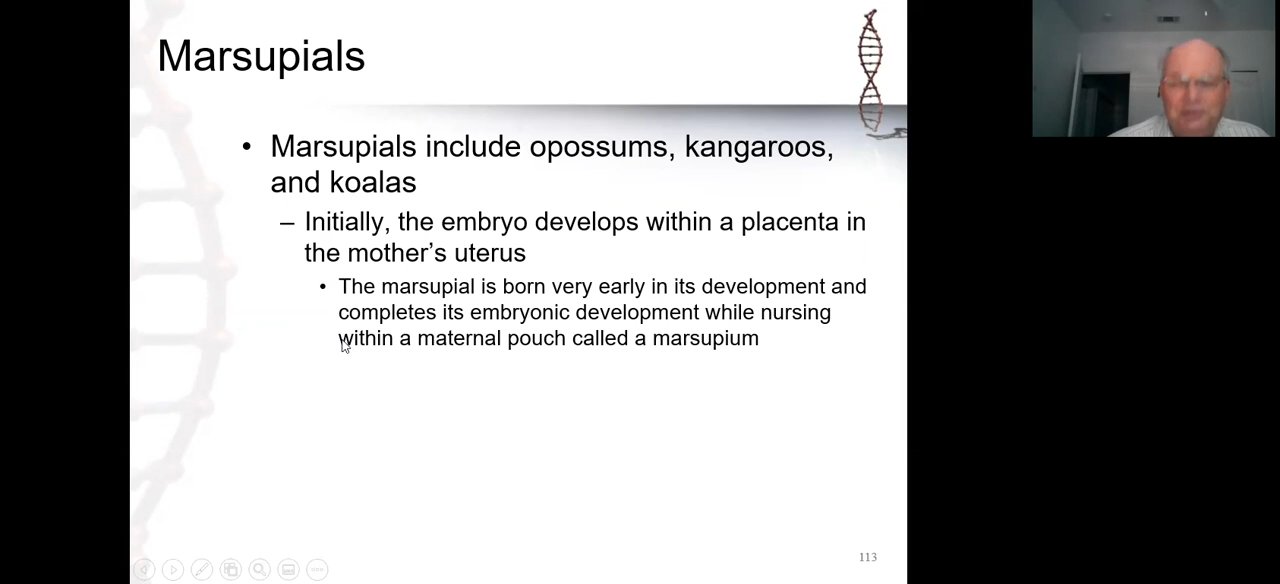 Marsupials
• Marsupials include opossums, kangaroos,
and koalas
– Initially, the embryo develops within a placenta in
the mother’s uterus
• The marsupial is born very early in its development and
completes its embryonic development while nursing
within a maternal pouch called a marsupium
113